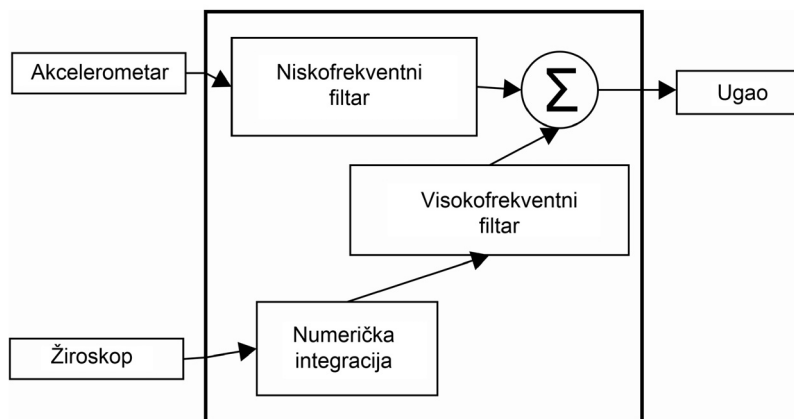 Akcelerometar
Niskofrekventni
filtar
Σ
Ugao
Visokofrekventni
filtar
Žiroskop
Numerička
integracija